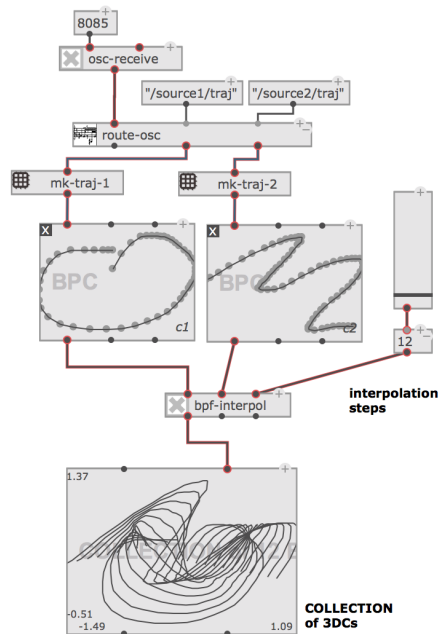 8085
osc-receive
"/source1/traj" "/source2/traj"
route-osc
mk-traj-1 mk-traj-2
X X
BPC BPC
c1 c2
12
interpolation
steps
bpf-interpol
1.37
COLLECTION
-0.51
-1.49 1.09
COLLECTION
of 3DCs